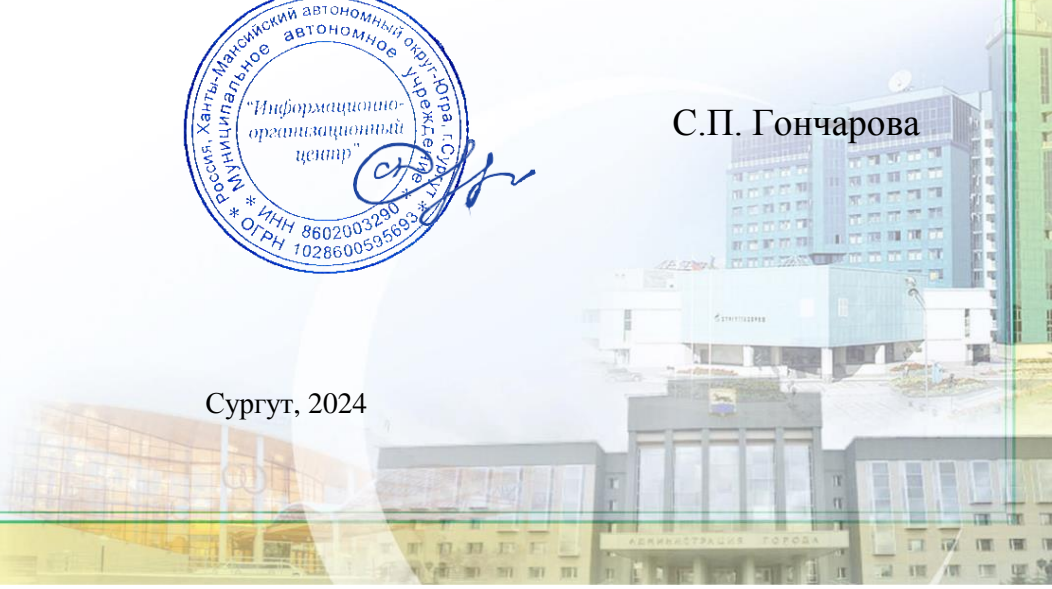 Россия, Ханты-Мансийский автономный округ-Югра, г.Сургут *
* Муниципальное автономное учреждение *
"Информационно-
организационный
центр"
ИНН 8602003290
ОГРН 1028600595693
С.П. Гончарова
Сургут, 2024
АДМИНИСТРАЦИЯ ГОРОДА